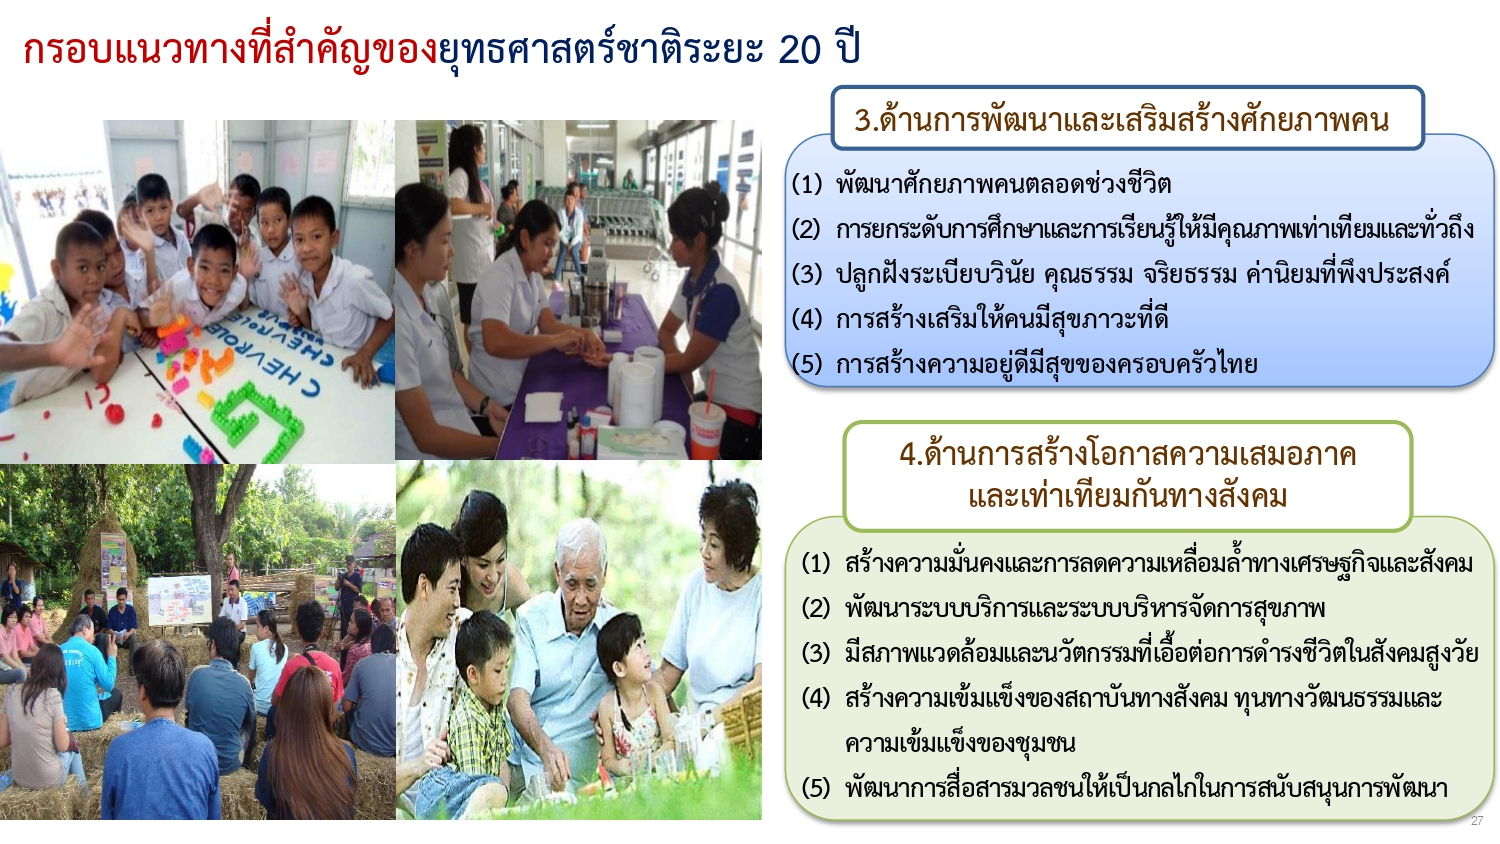 กรอบแนวทางที่สำคัญของยุทธศาสตร์ชาติระยะ 20 ปี
3.ด้านการพัฒนาและเสริมสร้างศักยภาพคน
(1) พัฒนาศักยภาพคนตลอดช่วงชีวิต
(2) การยกระดับการศึกษาและการเรียนรู้ให้มีคุณภาพเท่าเทียมและทั่วถึง
(3) ปลูกฝังระเบียบวินัย คุณธรรม จริยธรรม ค่านิยมที่พึงประสงค์
(4) การสร้างเสริมให้คนมีสุขภาวะที่ดี
(5) การสร้างความอยู่ดีมีสุขของครอบครัวไทย
4.ด้านการสร้างโอกาสความเสมอภาค
และเท่าเทียมกันทางสังคม
(1) สร้างความมั่นคงและการลดความเหลื่อมล้ำทางเศรษฐกิจและสังคม
(2) พัฒนาระบบบริการและระบบบริหารจัดการสุขภาพ
(3) มีสภาพแวดล้อมและนวัตกรรมที่เอื้อต่อการดำรงชีวิตในสังคมสูงวัย
(4) สร้างความเข้มแข็งของสถาบันทางสังคม ทุนทางวัฒนธรรมและ
ความเข้มแข็งของชุมชน
(5) พัฒนาการสื่อสารมวลชนให้เป็นกลไกในการสนับสนุนการพัฒนา
27
CHEVROLE
CHEVROLE